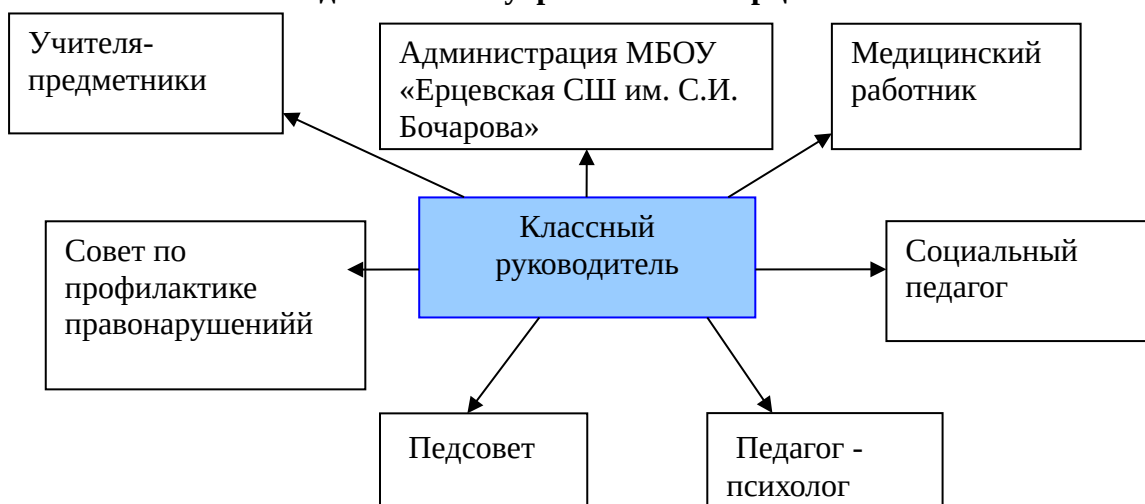 Учителя-
предметники
Администрация МБОУ
«Ерцевская СШ им. С.И.
Бочарова»
Медицинский
работник
Классный
руководитель
Совет по
профилактике
правонарушенийй
Социальный
педагог
Педсовет
Педагог -
психолог